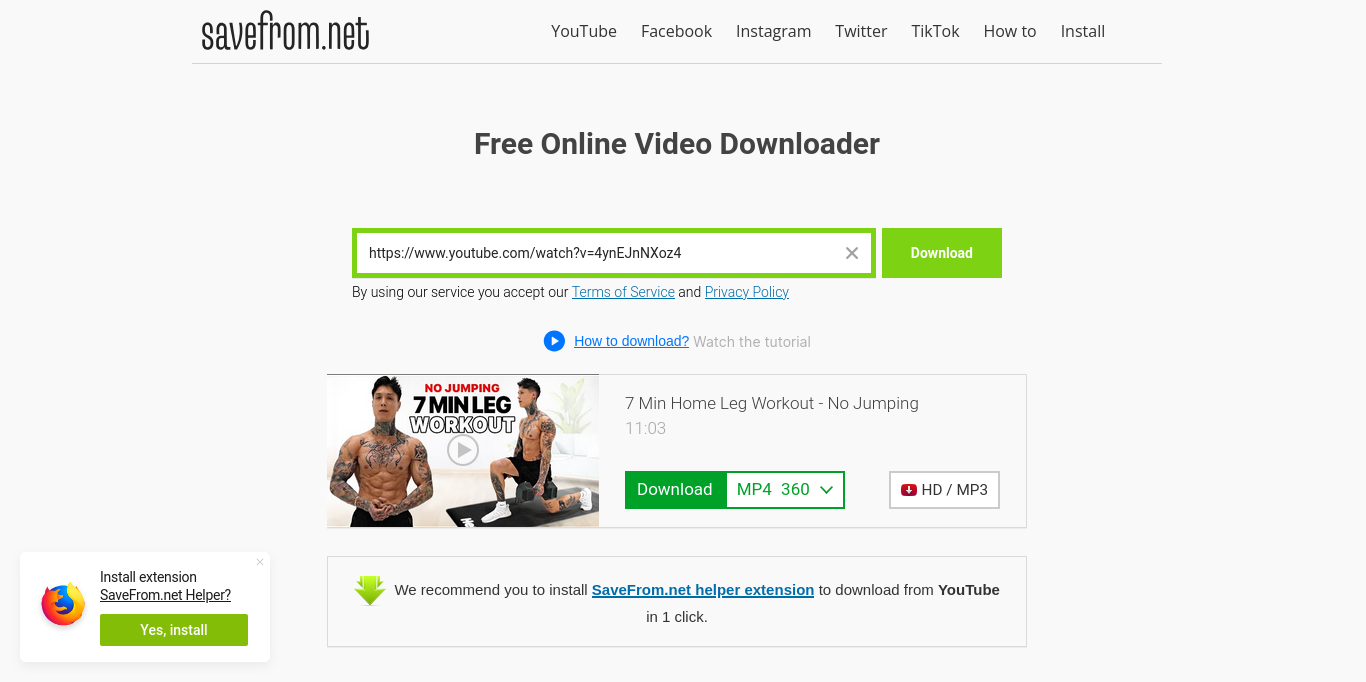 savefrom.net
YouTube Facebook Instagram Twitter TikTok How to Install
Free Online Video Downloader
https://www.youtube.com/watch?v=4ynEJnNXoz4
Download
By using our service you accept our Terms of Service and Privacy Policy
How to download? Watch the tutorial
NO JUMPING
7 MIN LEG
WORKOUT
7 Min Home Leg Workout - No Jumping
11:03
Download MP4 360
HD / MP3
We recommend you to install SaveFrom.net helper extension to download from YouTube
in 1 click.
Install extension
SaveFrom.net Helper?
Yes, install